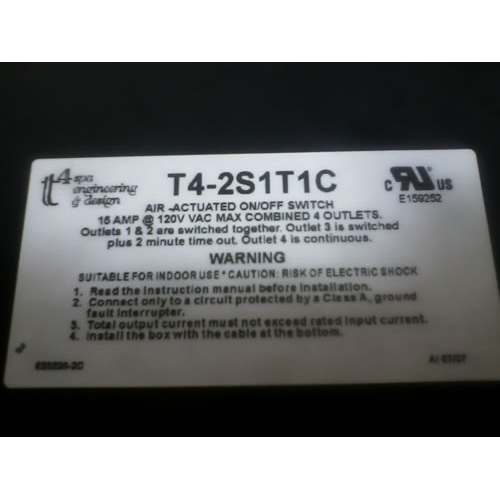 t4 spa
engineering
& design
T4-2S1T1C
C RU US
E159252
AIR -ACTUATED ON/OFF SWITCH
15 AMP @ 120V VAC MAX COMBINED 4 OUTLETS.
Outlets 1 & 2 are switched together. Outlet 3 is switched
plus 2 minute time out. Outlet 4 is continuous.
WARNING
SUITABLE FOR INDOOR USE * CAUTION: RISK OF ELECTRIC SHOCK
1. Read the instruction manual before installation.
2. Connect only to a circuit protected by a Class A, ground
fault interrupter.
3. Total output current must not exceed rated input current.
4. Install the box with the cable at the bottom.